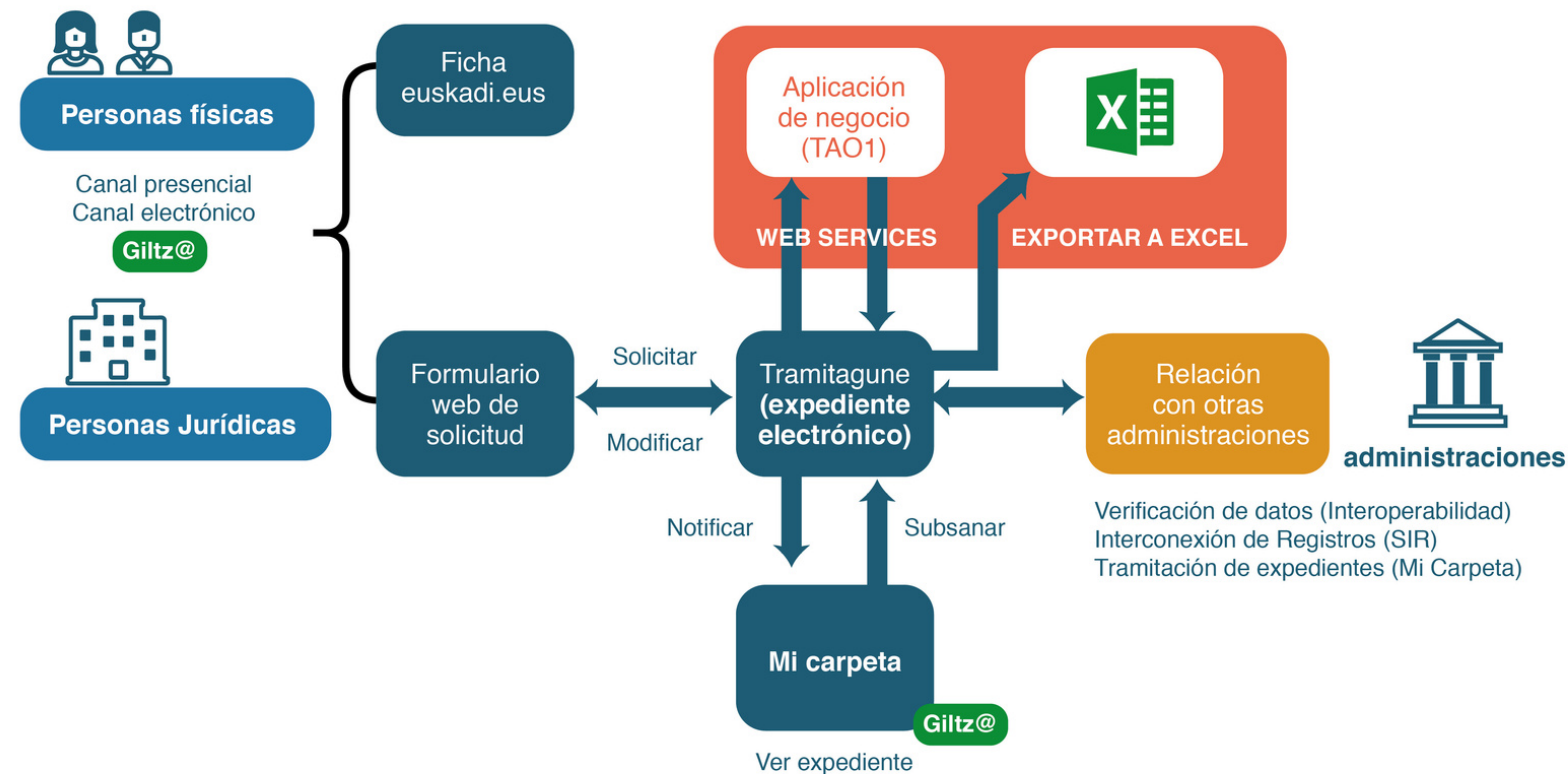 Personas físicas
Canal presencial
Canal electrónico
Giltz@
Personas Jurídicas
Ficha
euskadi.eus
Formulario
web de
solicitud
Solicitar
Modificar
Aplicación
de negocio
(TAO1)
X
WEB SERVICES
EXPORTAR A EXCEL
Tramitagune
(expediente
electrónico)
Notificar
Subsanar
Mi carpeta
Giltz@
Ver expediente
Relación
con otras
administraciones
administraciones
Verificación de datos (Interoperabilidad)
Interconexión de Registros (SIR)
Tramitación de expedientes (Mi Carpeta)